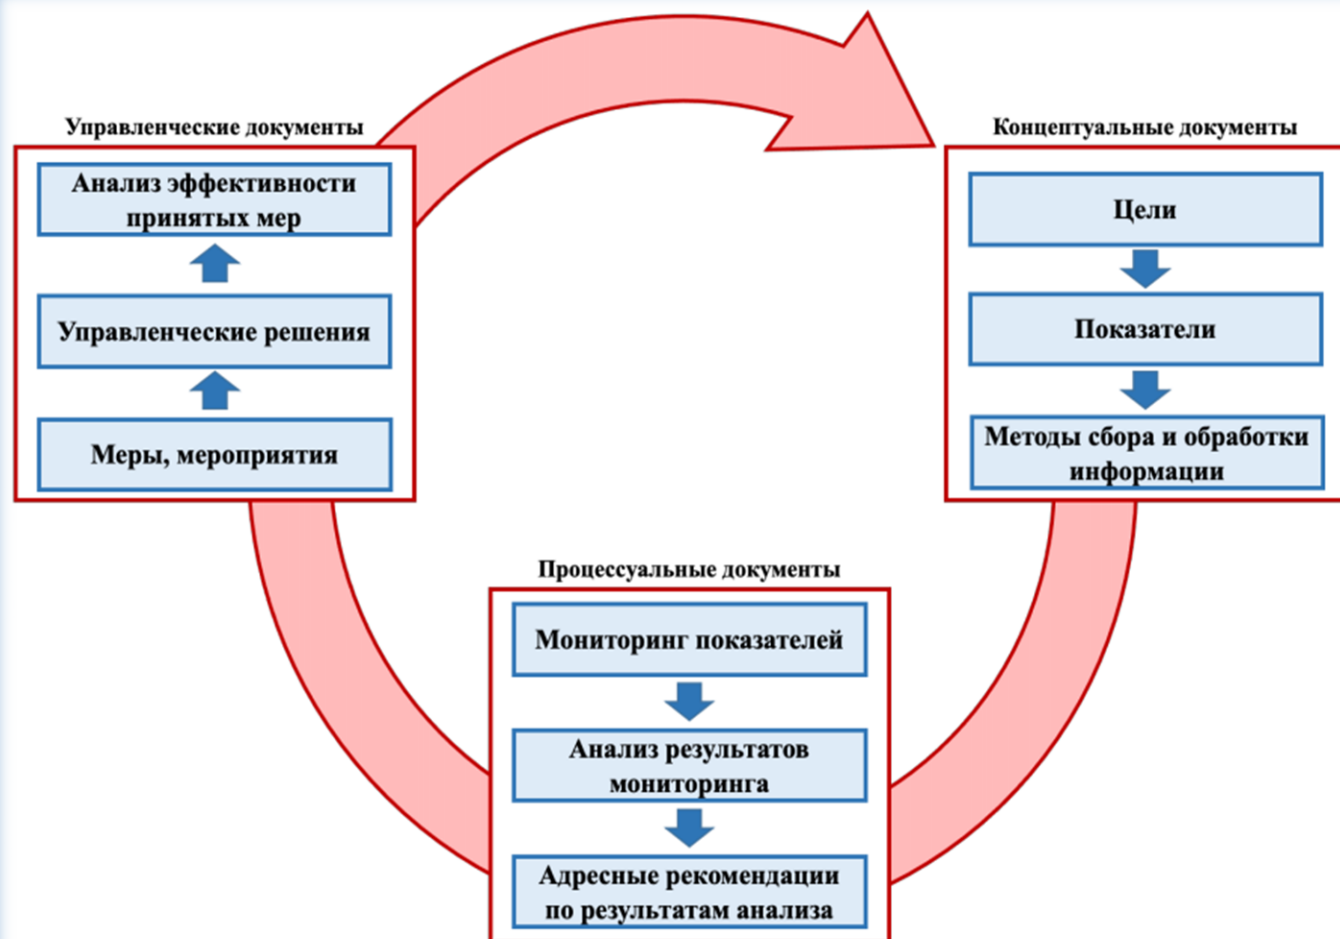 Управленческие документы
Анализ эффективности
принятых мер
Управленческие решения
Меры, мероприятия
Концептуальные документы
Цели
Показатели
Методы сбора и обработки
информации
Процессуальные документы
Мониторинг показателей
Анализ результатов
мониторинга
Адресные рекомендации
по результатам анализа